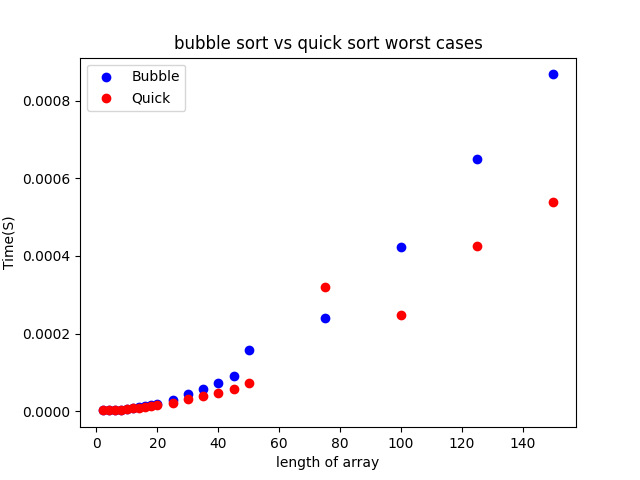 bubble sort vs quick sort worst cases
Bubble
Quick
0.0008
0.0006
0.0004
0.0002
0.0000
Time(S)
0 20 40 60 80 100 120 140
length of array